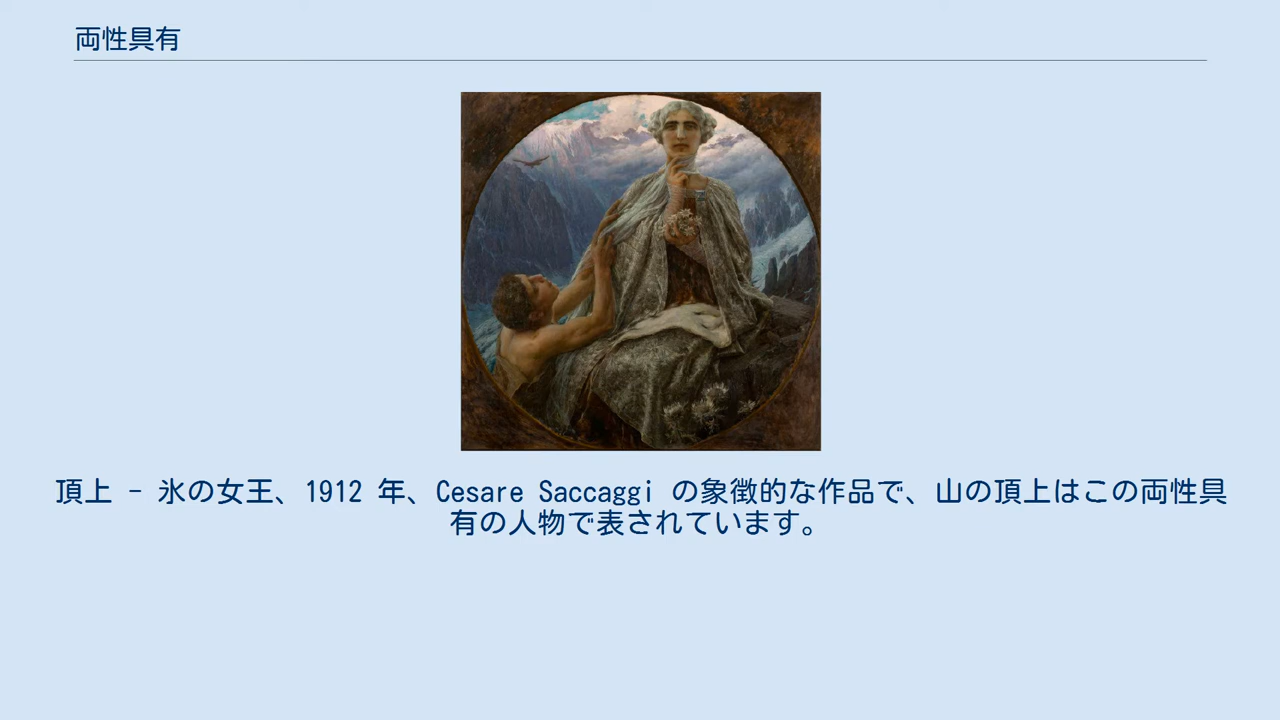 両性具有
頂上 - 氷の女王、1912 年、Cesare Saccaggi の象徴的な作品で、山の頂上はこの両性具
有の人物で表されています。